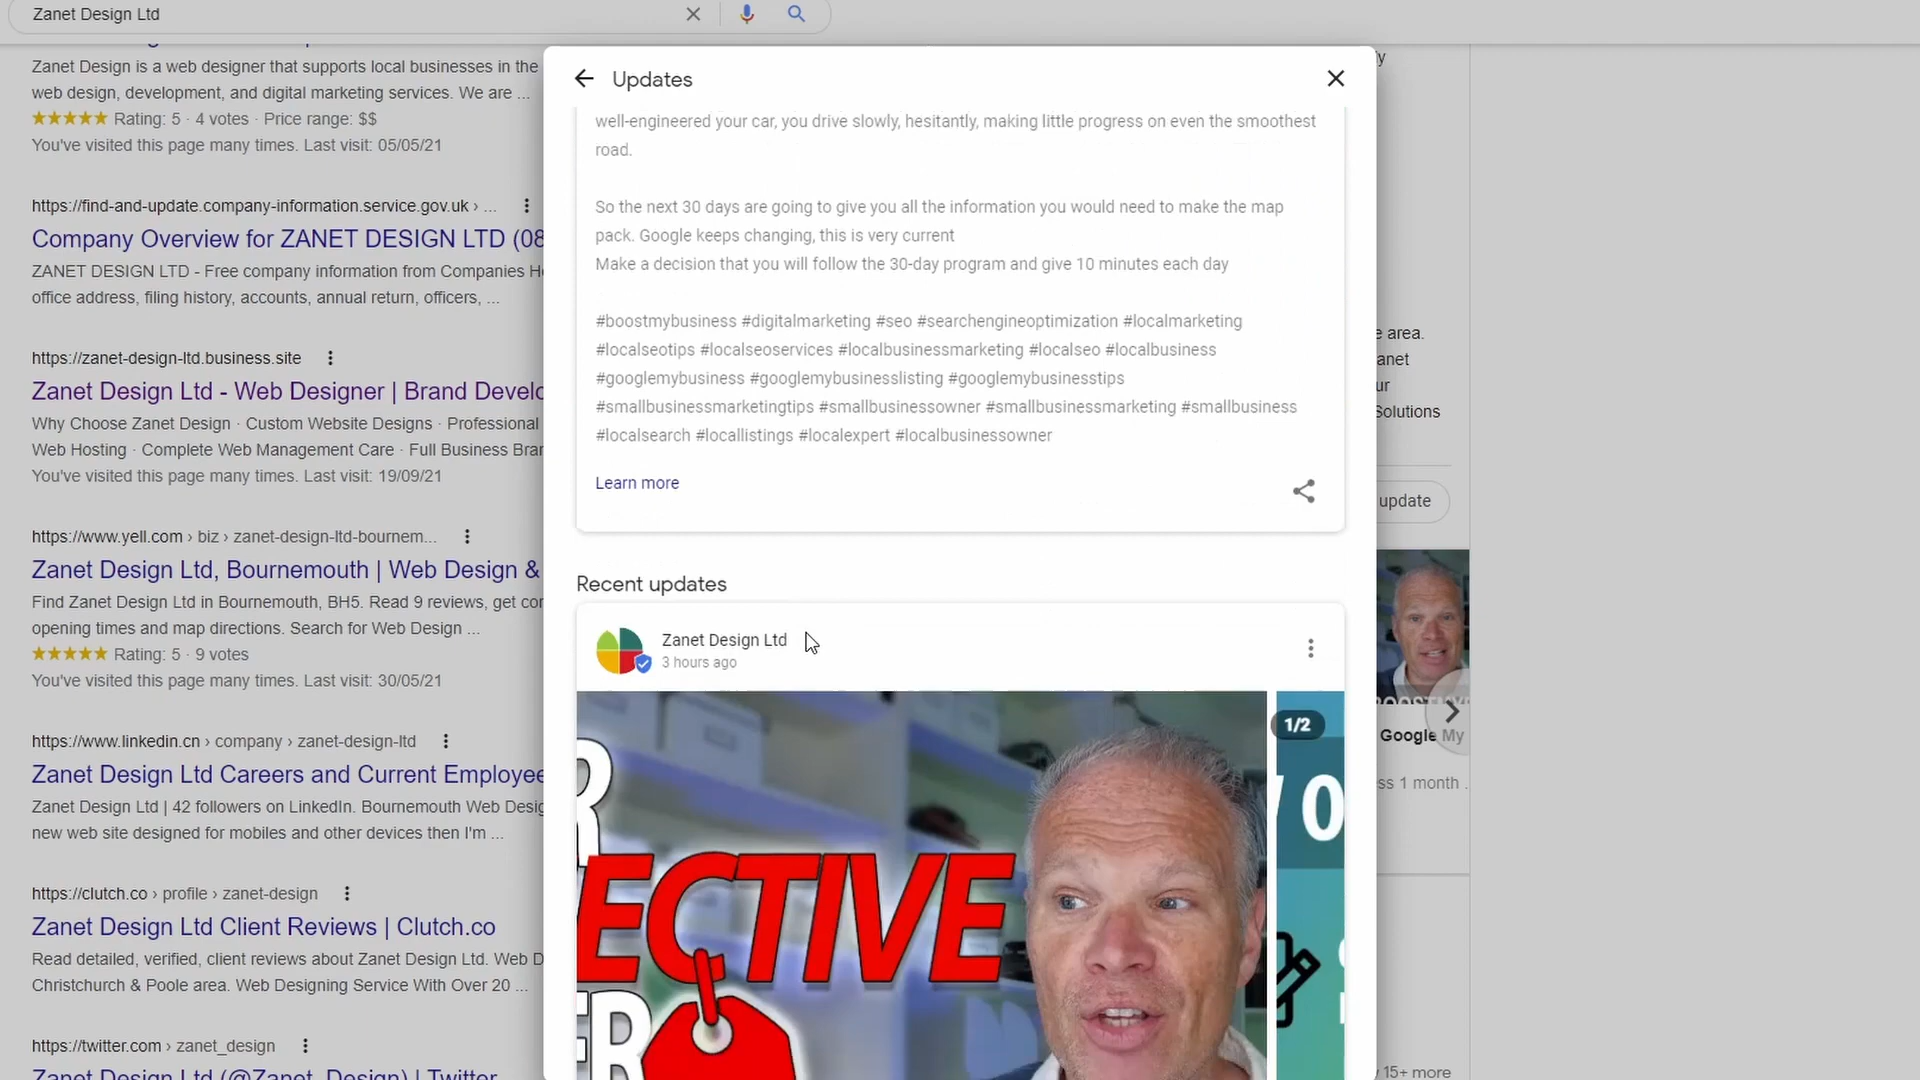 Zanet Design Ltd
Zanet Design is a web designer that supports local businesses in the
web design, development, and digital marketing services. We are ...
Rating: 5 · 4 votes · Price range: $$
You've visited this page many times. Last visit: 05/05/21
https://find-and-update.company-information.service.gov.uk › ...
Company Overview for ZANET DESIGN LTD (08
ZANET DESIGN LTD - Free company information from Companies H
office address, filing history, accounts, annual return, officers, ...
https://zanet-design-ltd.business.site
Zanet Design Ltd - Web Designer | Brand Develo
Why Choose Zanet Design · Custom Website Designs · Professional
Web Hosting · Complete Web Management Care · Full Business Bran
You've visited this page many times. Last visit: 19/09/21
https://www.yell.com › biz › zanet-design-ltd-bournem...
Zanet Design Ltd, Bournemouth | Web Design &
Find Zanet Design Ltd in Bournemouth, BH5. Read 9 reviews, get con
opening times and map directions. Search for Web Design ...
Rating: 5 · 9 votes
You've visited this page many times. Last visit: 30/05/21
https://www.linkedin.cn › company › zanet-design-ltd
Zanet Design Ltd Careers and Current Employee
Zanet Design Ltd | 42 followers on LinkedIn. Bournemouth Web Desig
new web site designed for mobiles and other devices then I'm ...
https://clutch.co › profile › zanet-design
Zanet Design Ltd Client Reviews | Clutch.co
Read detailed, verified, client reviews about Zanet Design Ltd. Web D
Christchurch & Poole area. Web Designing Service With Over 20 ...
https://twitter.com › zanet_design
Zanet Design Ltd (@Zanet_Design) | Twitter
Updates
well-engineered your car, you drive slowly, hesitantly, making little progress on even the smoothest
road.
So the next 30 days are going to give you all the information you would need to make the map
pack. Google keeps changing, this is very current
Make a decision that you will follow the 30-day program and give 10 minutes each day
#boostmybusiness #digitalmarketing #seo #searchengineoptimization #localmarketing
#localseotips #localseoservices #localbusinessmarketing #localseo #localbusiness
#googlemybusiness #googlemybusinesslisting #googlemybusinesstips
#smallbusinessmarketingtips #smallbusinessowner #smallbusinessmarketing #smallbusiness
#localsearch #locallistings #localexpert #localbusinessowner
Learn more
Recent updates
Zanet Design Ltd
3 hours ago
1/2
R
ECTIVE
ER
O
y
e area.
anet
ur
Solutions
update
Google My
ss 1 month .
15+ more